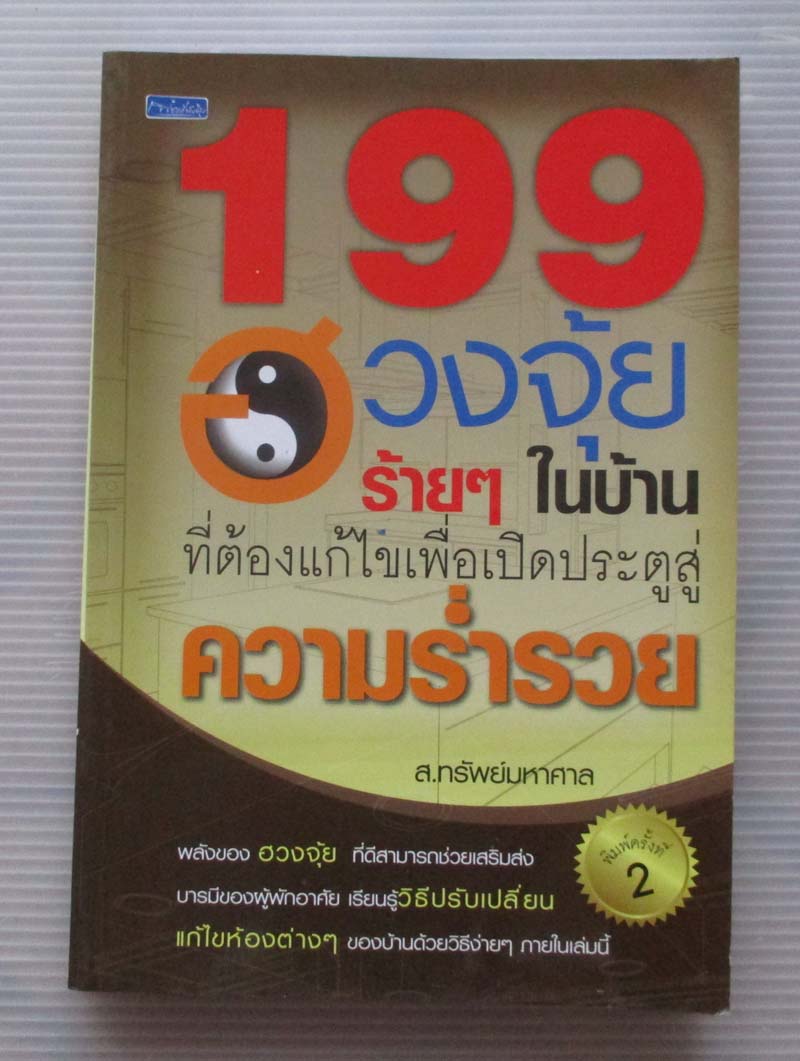 199
ฮวงจุ้ย
ร้ายๆ ในบ้าน
ที่ต้องแก้ไขเพื่อเปิดประตูสู่
ความร่ำรวย
ส.ทรัพย์มหาศาล
พลังของ ฮวงจุ้ย ที่ดีสามารถช่วยเสริมส่ง
บารมีของผู้พักอาศัย เรียนรู้วิธีปรับเปลี่ยน
แก้ไขห้องต่างๆ ของบ้านด้วยวิธีง่ายๆ ภายในเล่มนี้
พิมพ์ครั้งที่
2